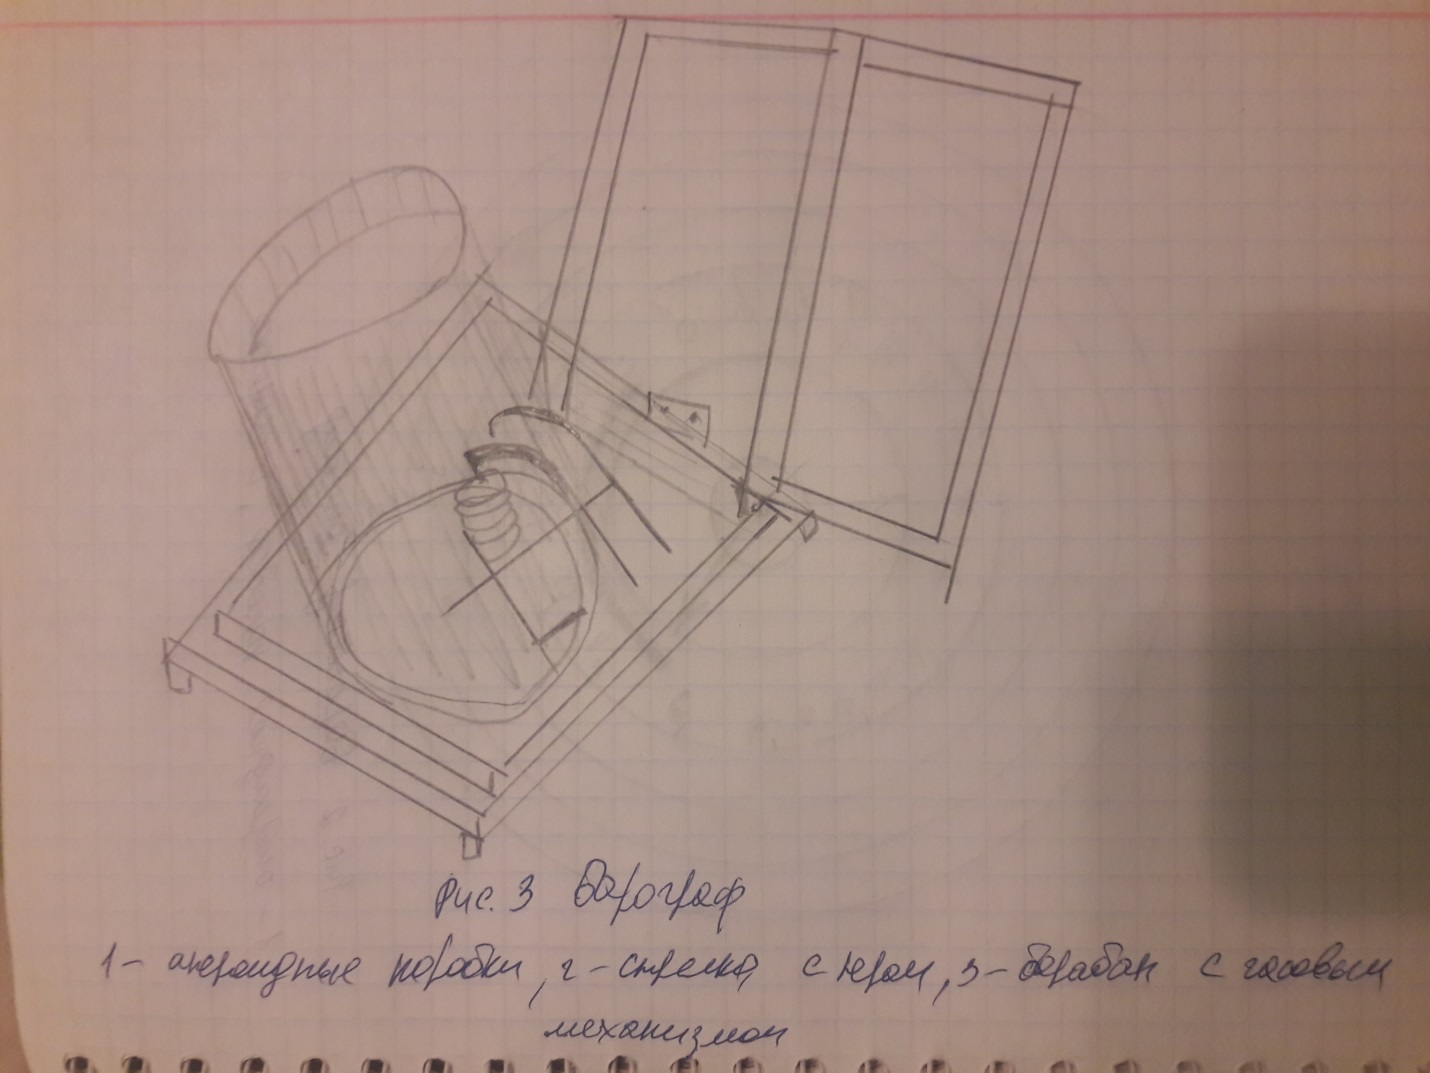 Рис. 3 Барограф
1 - анероидные коробки, 2 - стрелка с пером, 3 - барабан с часовым
механизмом